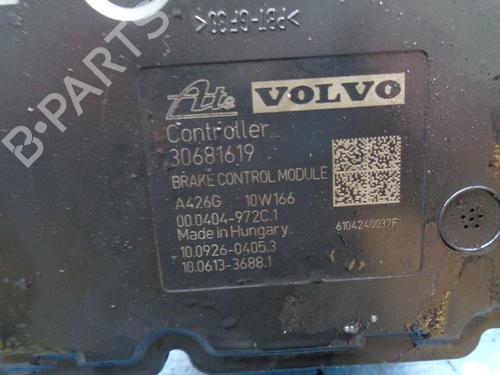 >PBT-GF30<
Ate VOLVO
Controller
30681619
BRAKE CONTROL MODULE
A426G 10W166
00.0404-972C.1
Made in Hungary
10.0926-0405.3
10.0613-3688.1
6104240037F
B-PARTS